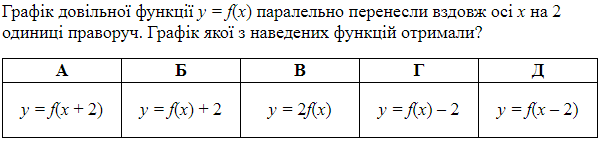 Графік довільної функції y = f(x) паралельно перенесли вздовж осі x на 2
одиниці праворуч. Графік якої з наведених функцій отримали?
А Б В Г Д
y = f(x + 2) y = f(x) + 2 y = 2f(x) y = f(x) – 2 y = f(x – 2)